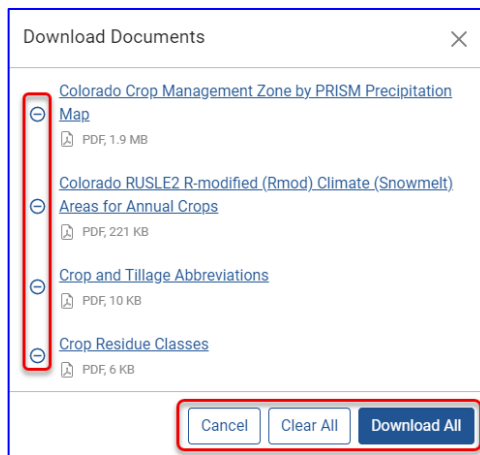 Download Documents
Colorado Crop Management Zone by PRISM Precipitation
Map
PDF, 1.9 MB
Colorado RUSLE2 R-modified (Rmod) Climate (Snowmelt)
Areas for Annual Crops
PDF, 221 KB
Crop and Tillage Abbreviations
PDF, 10 KB
Crop Residue Classes
PDF, 6 KB
Cancel Clear All Download All